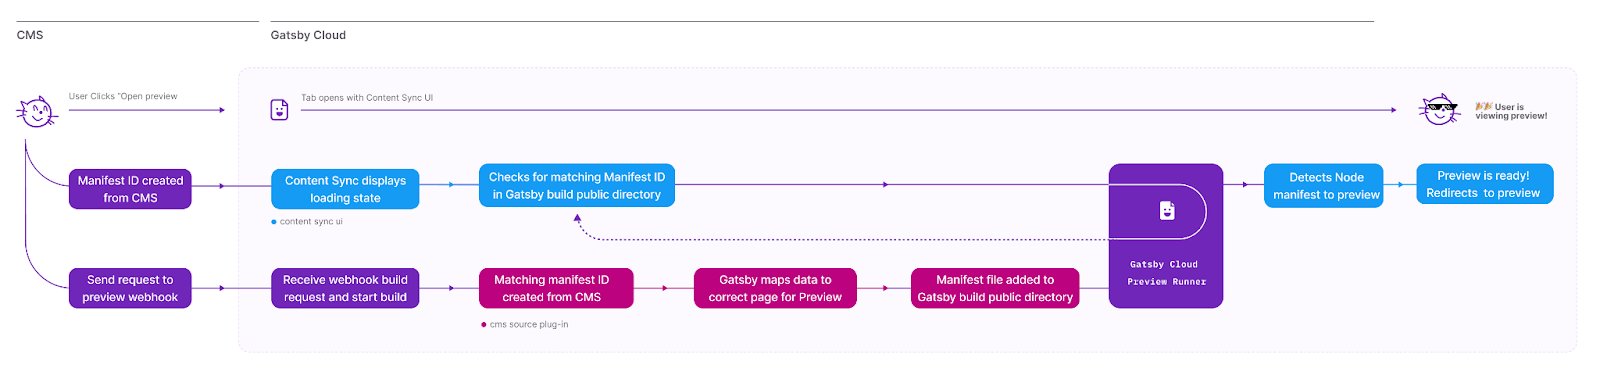 CMS
Gatsby Cloud
User Clicks "Open preview
Tab opens with Content Sync UI
User is
viewing preview!
Manifest ID created
from CMS
Content Sync displays
loading state
content sync ui
Checks for matching Manifest ID
in Gatsby build public directory
Detects Node
manifest to preview
Preview is ready!
Redirects to preview
Gatsby Cloud
Preview Runner
Send request to
preview webhook
Receive webhook build
request and start build
Matching manifest ID
created from CMS
cms source plug-in
Gatsby maps data to
correct page for Preview
Manifest file added to
Gatsby build public directory